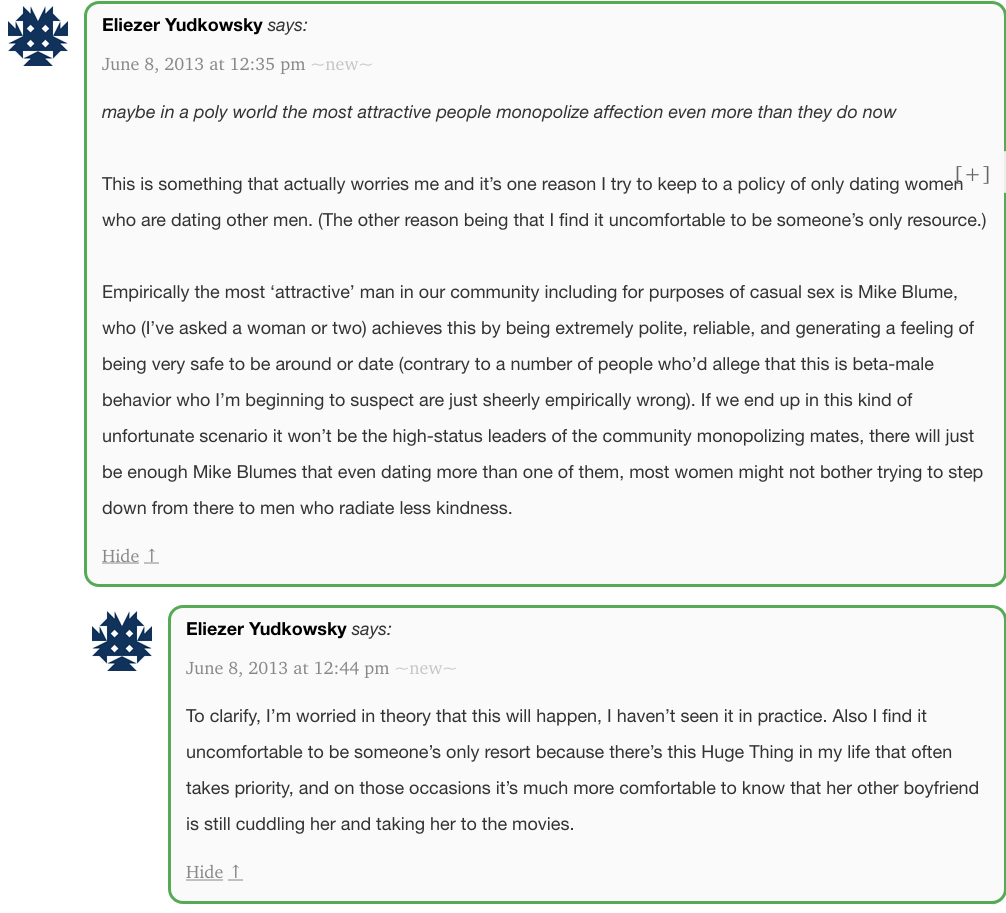 Eliezer Yudkowsky says:
June 8, 2013 at 12:35 pm ~new~
maybe in a poly world the most attractive people monopolize affection even more than they do now
[+]
This is something that actually worries me and it’s one reason I try to keep to a policy of only dating women
who are dating other men. (The other reason being that I find it uncomfortable to be someone’s only resource.)
Empirically the most ‘attractive’ man in our community including for purposes of casual sex is Mike Blume,
who (I’ve asked a woman or two) achieves this by being extremely polite, reliable, and generating a feeling of
being very safe to be around or date (contrary to a number of people who’d allege that this is beta-male
behavior who I’m beginning to suspect are just sheerly empirically wrong). If we end up in this kind of
unfortunate scenario it won’t be the high-status leaders of the community monopolizing mates, there will just
be enough Mike Blumes that even dating more than one of them, most women might not bother trying to step
down from there to men who radiate less kindness.
Hide ↑
Eliezer Yudkowsky says:
June 8, 2013 at 12:44 pm ~new~
To clarify, I’m worried in theory that this will happen, I haven’t seen it in practice. Also I find it
uncomfortable to be someone’s only resort because there’s this Huge Thing in my life that often
takes priority, and on those occasions it’s much more comfortable to know that her other boyfriend
is still cuddling her and taking her to the movies.
Hide ↑